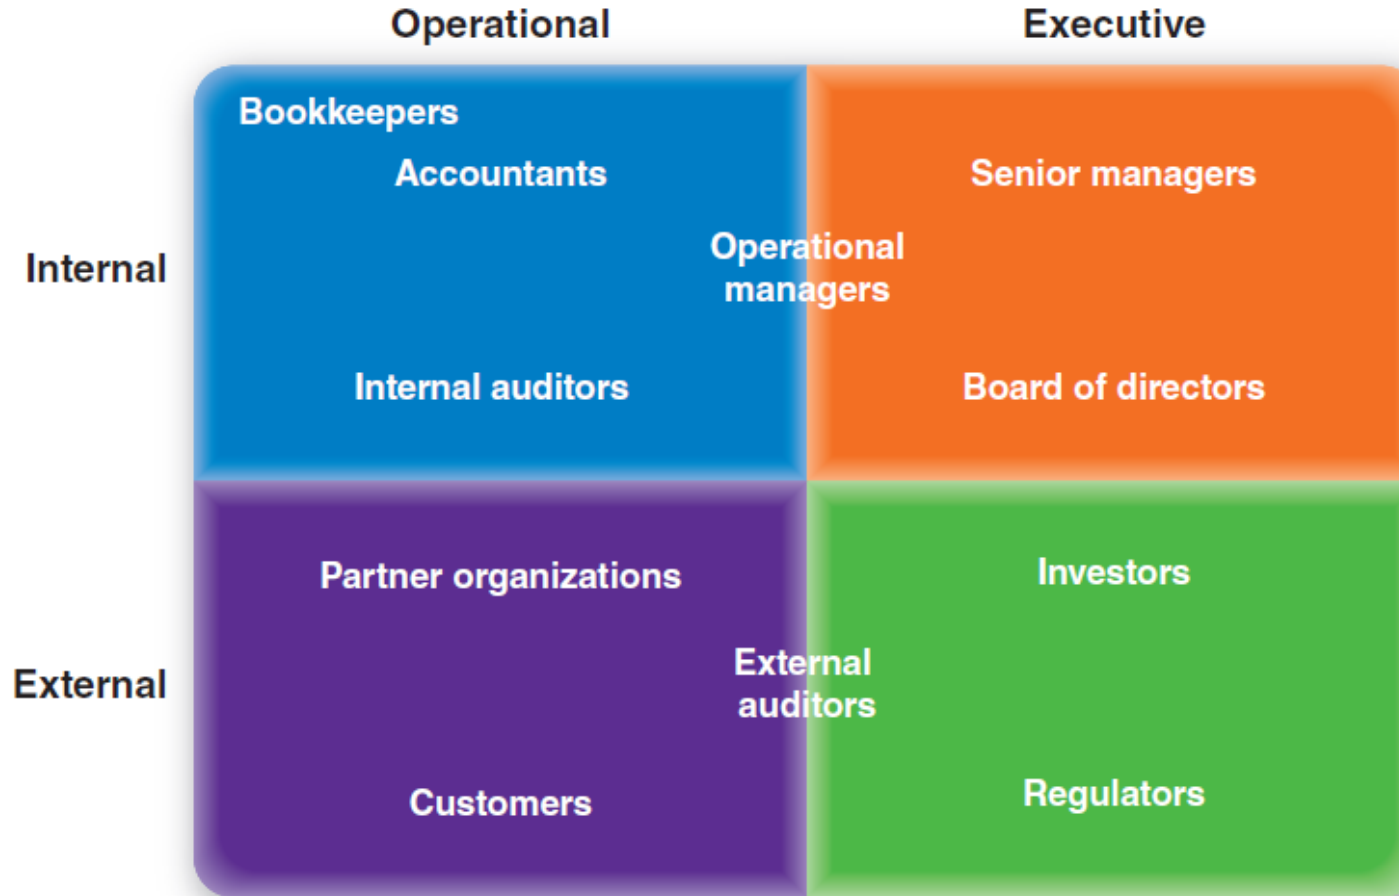 Operational
Executive
Bookkeepers
Accountants
Senior managers
Operational
managers
Internal
Internal auditors
Board of directors
Partner organizations
Investors
External
auditors
External
Customers
Regulators